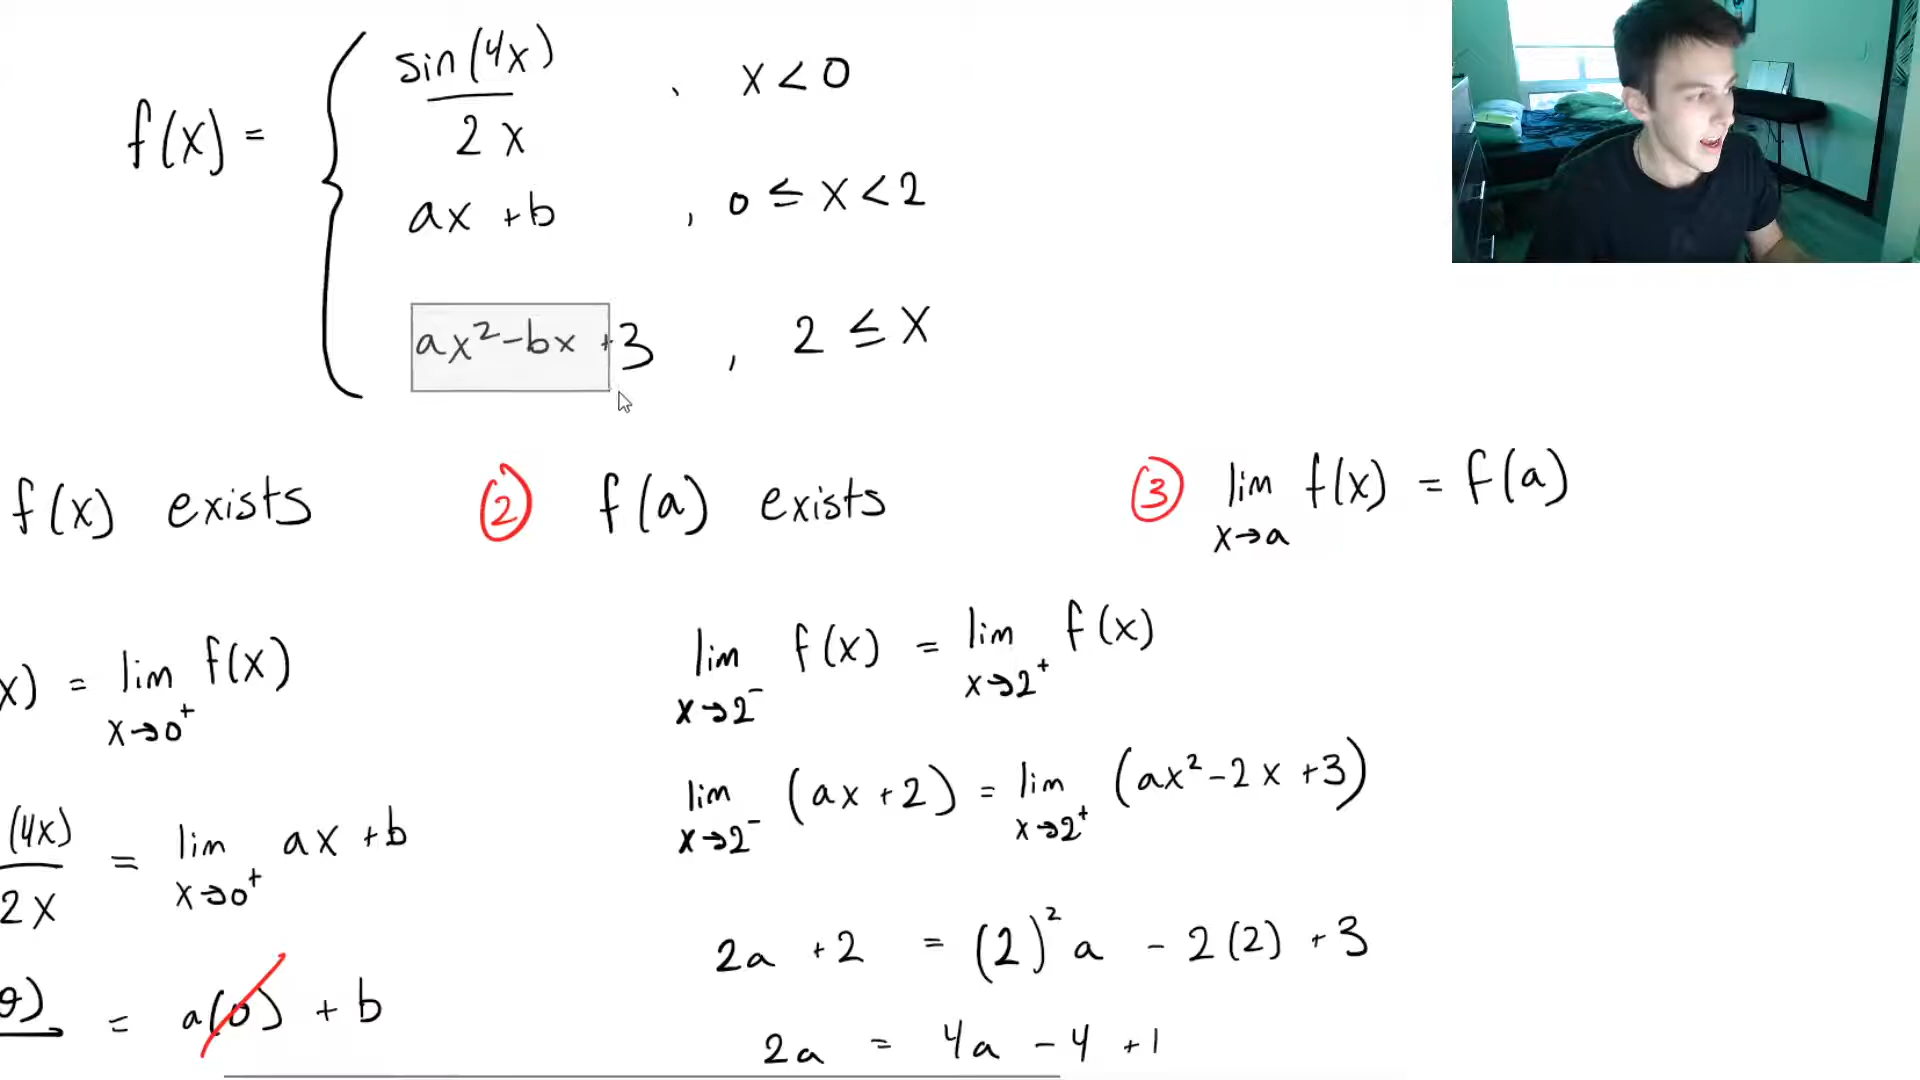 f(x) = { sin(4x) / 2x , x < 0
ax + b , 0 ≤ x < 2
ax² - bx + 3 , 2 ≤ x
f(x) exists ② f(a) exists ③ lim x→a f(x) = f(a)
x) = lim x→0⁺ f(x)
lim x→2⁻ f(x) = lim x→2⁺ f(x)
(4x) / 2x = lim x→0⁺ ax + b
lim x→2⁻ (ax + 2) = lim x→2⁺ (ax² - 2x + 3)
θ) = a(0) + b
2a + 2 = (2)² a - 2(2) + 3
2a = 4a - 4 + 1